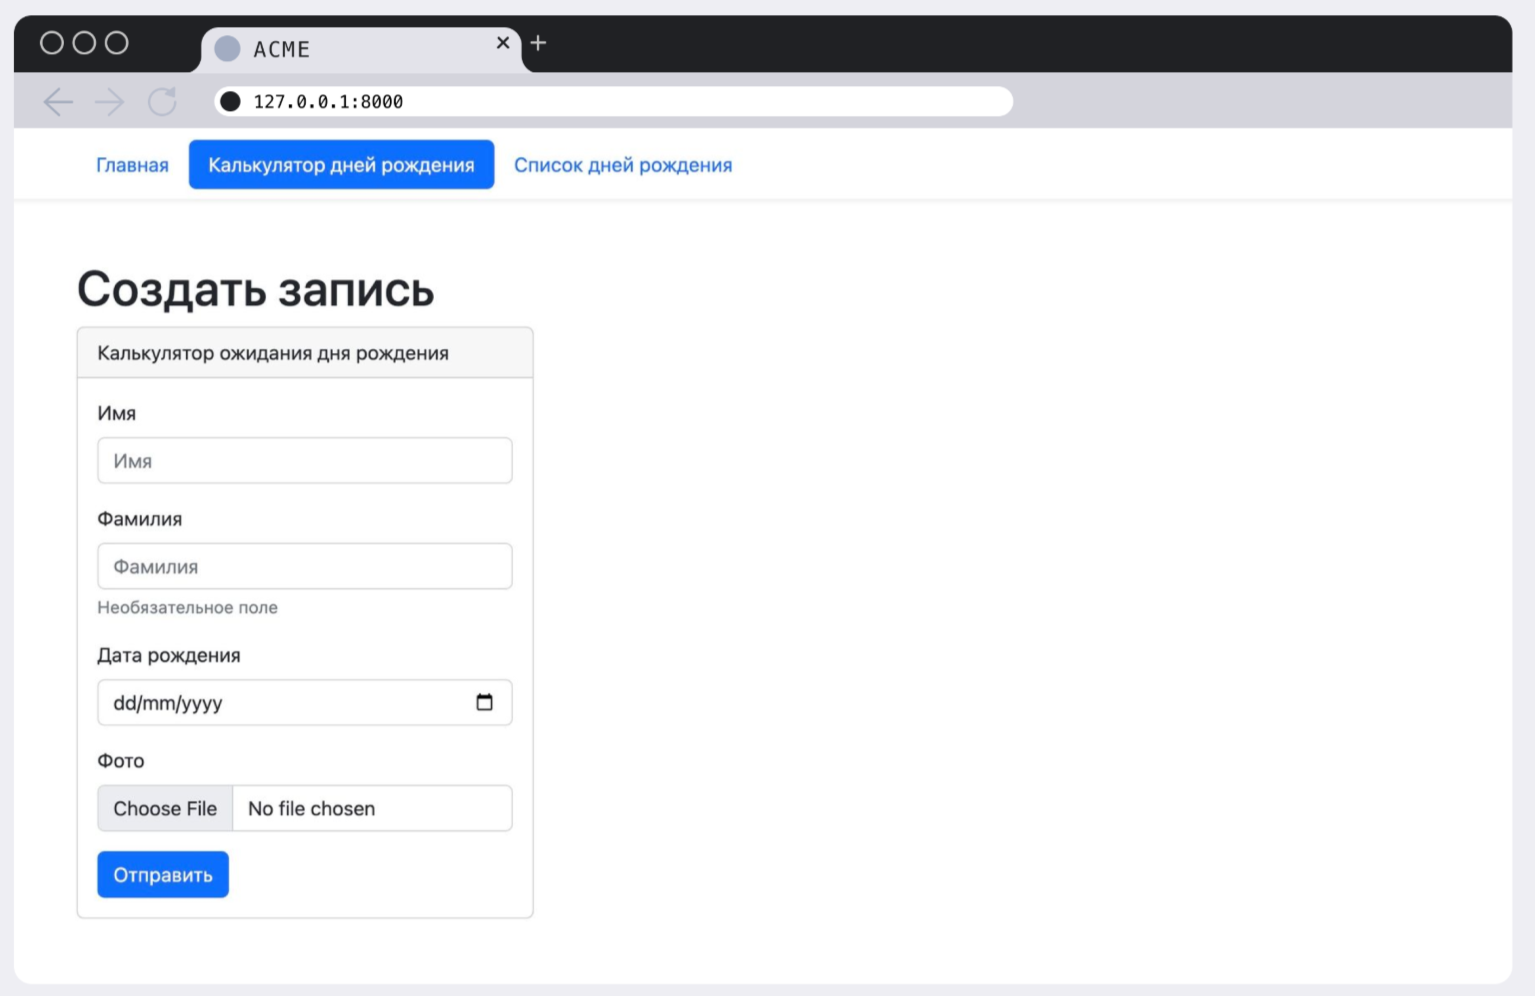 ACME
127.0.0.1:8000
Главная Калькулятор дней рождения Список дней рождения
Создать запись
Калькулятор ожидания дня рождения
Имя
Имя
Фамилия
Фамилия
Необязательное поле
Дата рождения
dd/mm/yyyy
Фото
Choose File No file chosen
Отправить